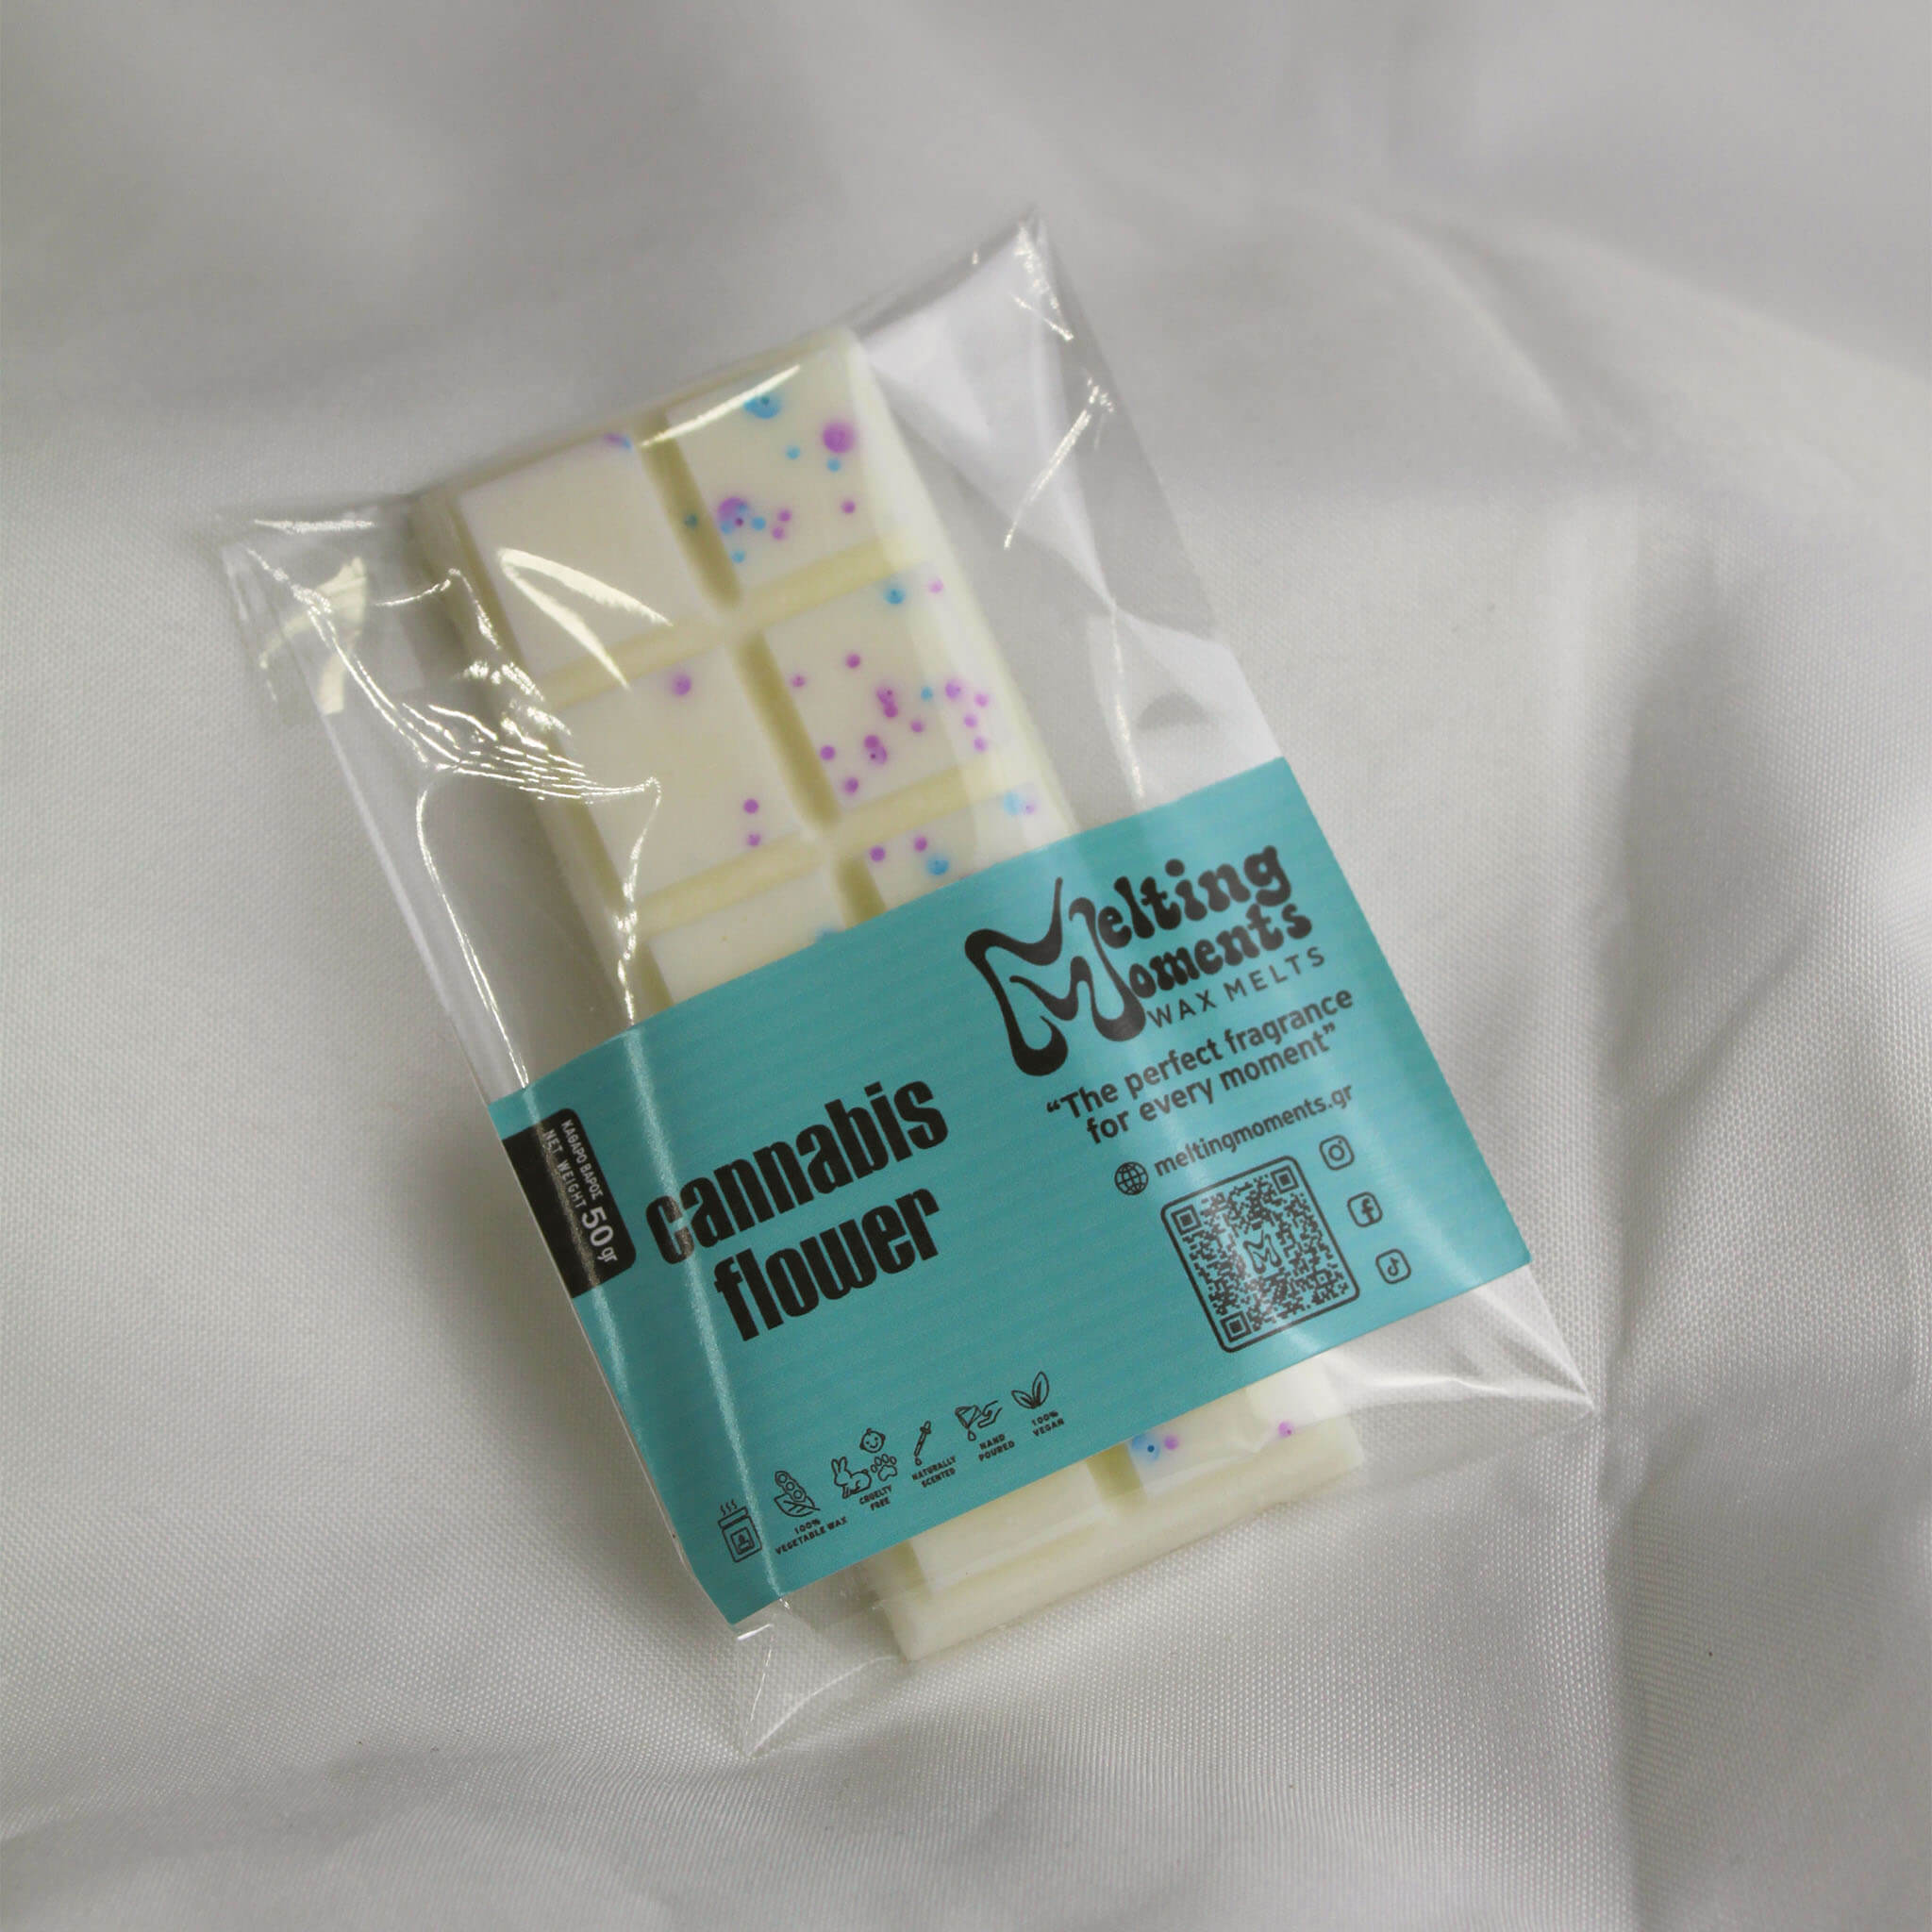 Melting
Moments
WAX MELTS
“The perfect fragrance
for every moment”
meltingmoments.gr
ΚΑΘΑΡΟ ΒΑΡΟΣ
NET WEIGHT 50 gr
cannabis
flower
100%
VEGETABLE WAX
CRUELTY
FREE
NATURALLY
SCENTED
HAND
POURED
100%
VEGAN